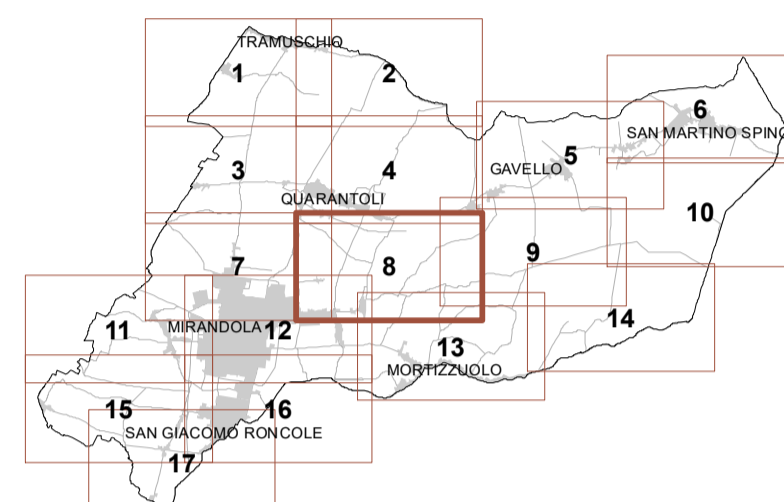 TRAMUSCHIO
1
2
6
SAN MARTINO SPINO
5
GAVELLO
3
4
QUARANTOLI
10
9
7
8
14
11
MIRANDOLA
12
13
MORTIZZUOLO
15
16
SAN GIACOMO RONCOLE
17